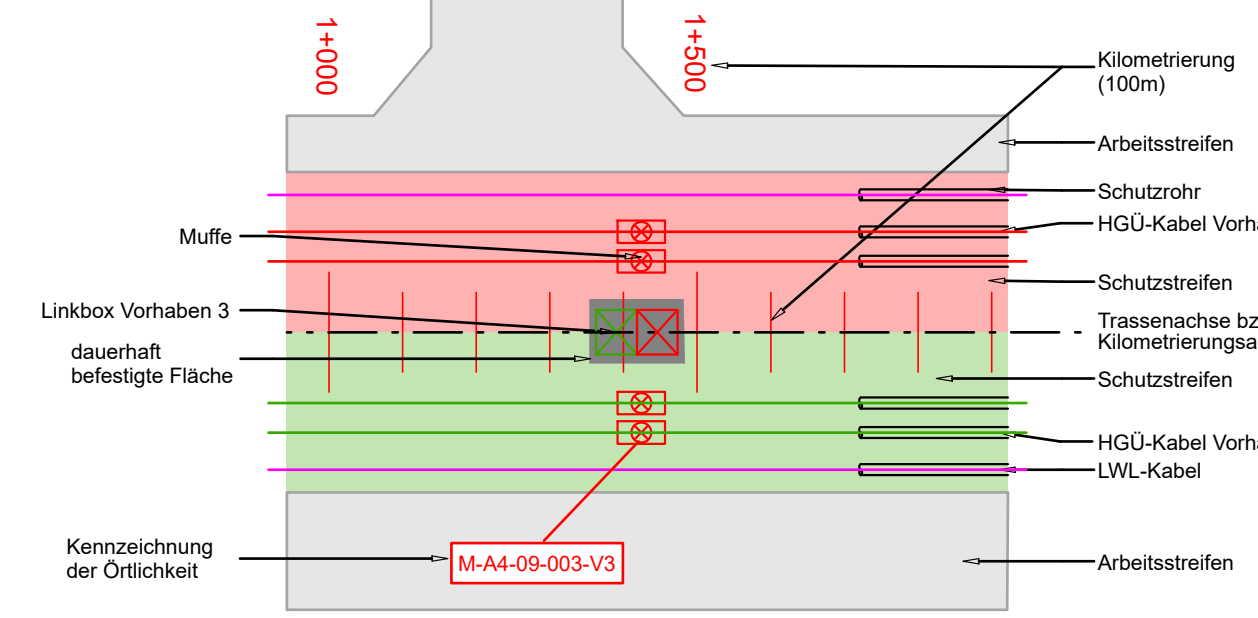 1+000
1+500
Kilometrierung
(100m)
Arbeitsstreifen
Schutzrohr
Muffe
HGÜ-Kabel Vorha
Schutzstreifen
Linkbox Vorhaben 3
Trassenachse bz
Kilometrierungsa
dauerhaft
befestigte Fläche
Schutzstreifen
HGÜ-Kabel Vorha
LWL-Kabel
Kennzeichnung
der Örtlichkeit
M-A4-09-003-V3
Arbeitsstreifen